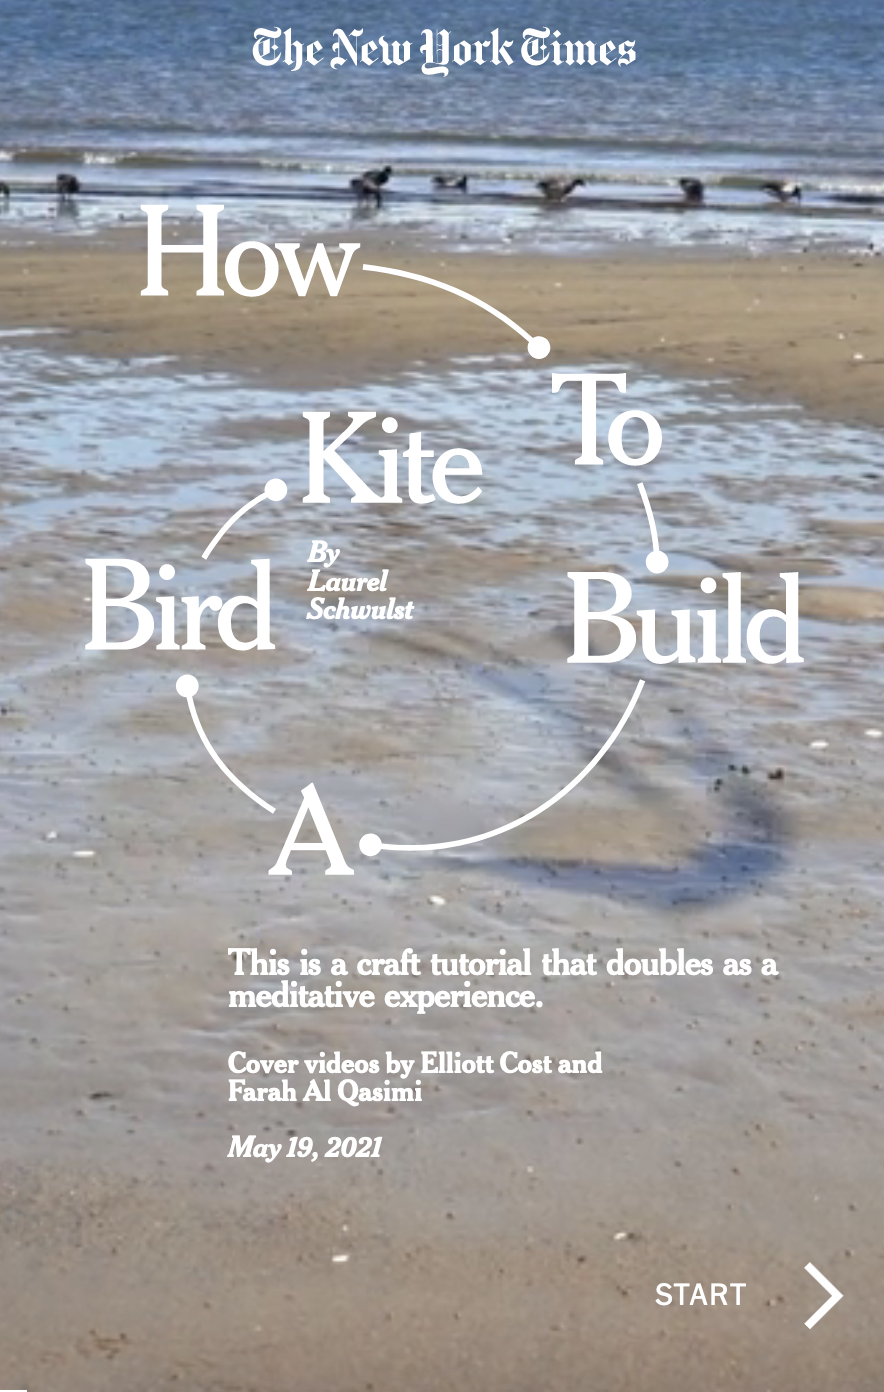 The New York Times
How
To
Build
A
Bird
Kite
By
Laurel
Schwulst
This is a craft tutorial that doubles as a
meditative experience.
Cover videos by Elliott Cost and
Farah Al Qasimi
May 19, 2021
START